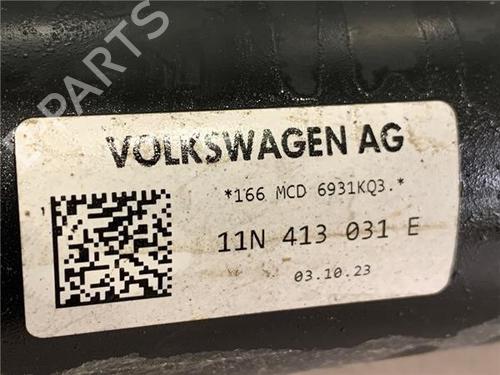 PARTS
VOLKSWAGEN AG
*166 MCD 6931KQ3.*
11N 413 031 E
03.10.23